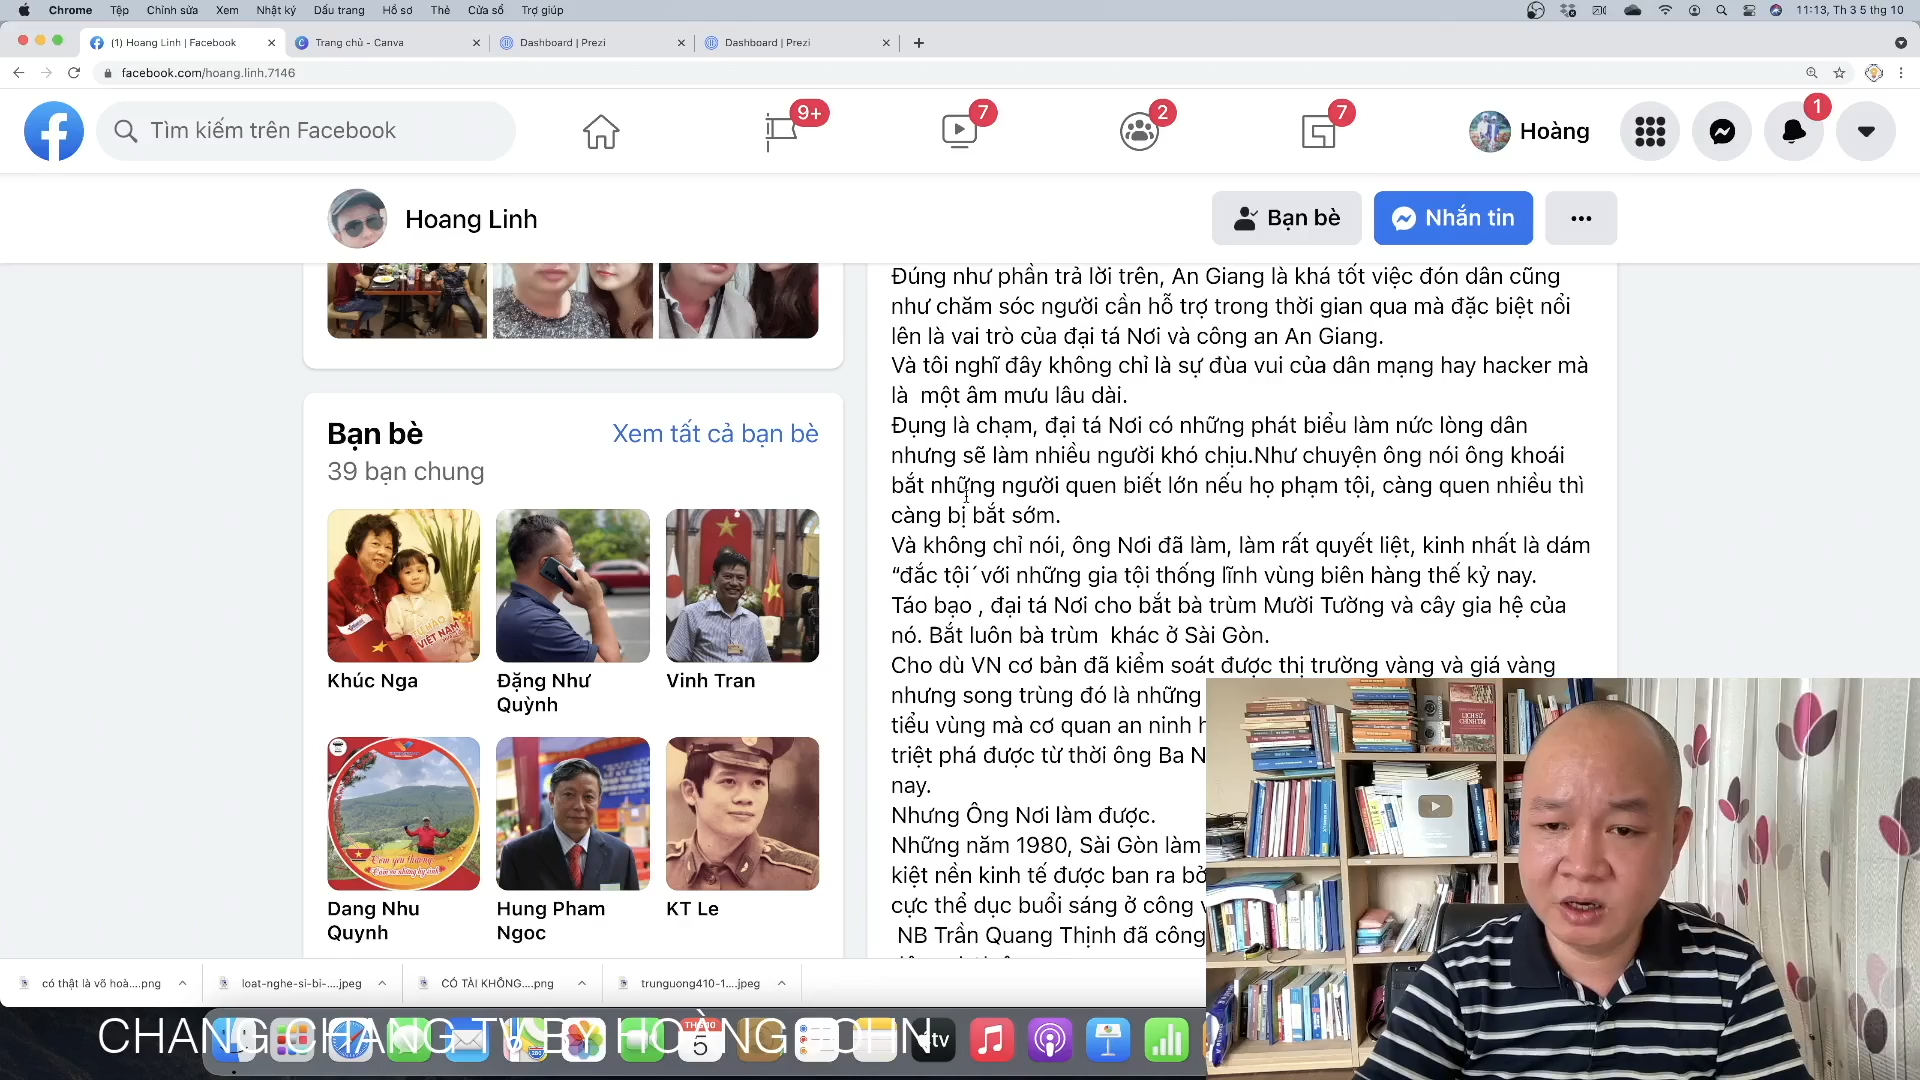 Chrome Tệp Chỉnh sửa Xem Nhật ký Dấu trang Hồ sơ Thẻ Cửa sổ Trợ giúp 11:13, Th 3 5 thg 10
(1) Hoang Linh | Facebook Trang chủ - Canva Dashboard | Prezi Dashboard | Prezi
facebook.com/hoang.linh.7146
Tìm kiếm trên Facebook 9+ 7 2 7 Hoàng 1
Hoang Linh Bạn bè Nhắn tin
Bạn bè Xem tất cả bạn bè
39 bạn chung
Khúc Nga Đặng Như Quỳnh Vinh Tran
Dang Nhu Quynh Hung Pham Ngoc KT Le
Đúng như phần trả lời trên, An Giang là khá tốt việc đón dân cũng
như chăm sóc người cần hỗ trợ trong thời gian qua mà đặc biệt nổi
lên là vai trò của đại tá Nơi và công an An Giang.
Và tôi nghĩ đây không chỉ là sự đùa vui của dân mạng hay hacker mà
là một âm mưu lâu dài.
Đụng là chạm, đại tá Nơi có những phát biểu làm nức lòng dân
nhưng sẽ làm nhiều người khó chịu.Như chuyện ông nói ông khoái
bắt những người quen biết lớn nếu họ phạm tội, càng quen nhiều thì
càng bị bắt sớm.
Và không chỉ nói, ông Nơi đã làm, làm rất quyết liệt, kinh nhất là dám
“đắc tội´với những gia tội thống lĩnh vùng biên hàng thế kỷ nay.
Táo bạo , đại tá Nơi cho bắt bà trùm Mười Tường và cây gia hệ của
nó. Bắt luôn bà trùm khác ở Sài Gòn.
Cho dù VN cơ bản đã kiểm soát được thị trường vàng và giá vàng
nhưng song trùng đó là những
tiểu vùng mà cơ quan an ninh h
triệt phá được từ thời ông Ba N
nay.
Nhưng Ông Nơi làm được.
Những năm 1980, Sài Gòn làm
kiệt nền kinh tế được ban ra bở
cực thể dục buổi sáng ở công v
NB Trần Quang Thịnh đã công
LỊCH SỬ CHÍNH TRỊ
có thật là võ hoà....png loat-nghe-si-bi-....jpeg CÓ TÀI KHÔNG....png trunguong410-1....jpeg
CHANG CHANG TV BY HOÀNG JOHN
5
tv